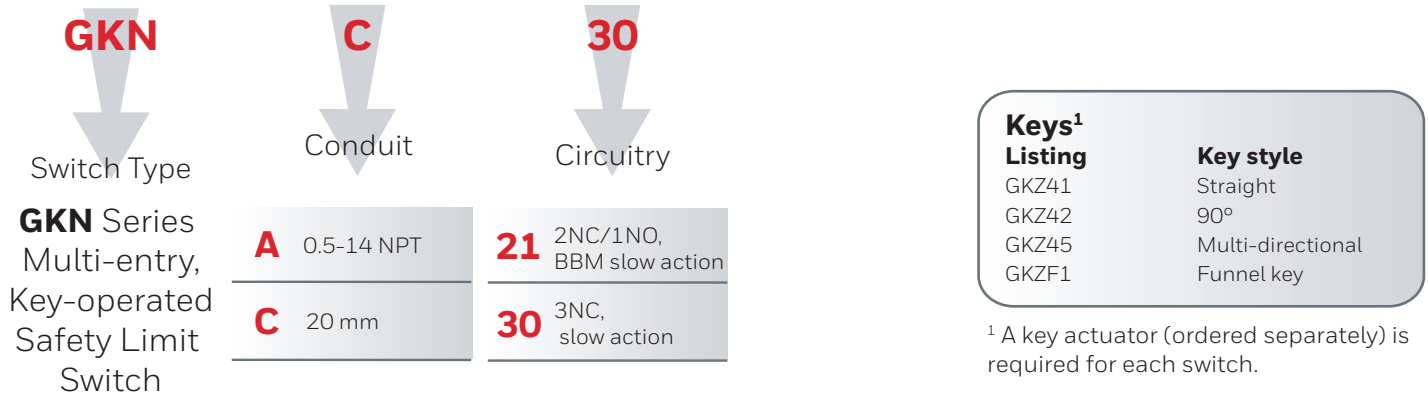 GKN
C
30
Switch Type
Conduit
Circuitry
GKN Series
Multi-entry,
Key-operated
Safety Limit
Switch
A 0.5-14 NPT
C 20 mm
21 2NC/1NO,
BBM slow action
30 3NC,
slow action
Keys¹
Listing Key style
GKZ41 Straight
GKZ42 90°
GKZ45 Multi-directional
GKZF1 Funnel key
¹ A key actuator (ordered separately) is
required for each switch.